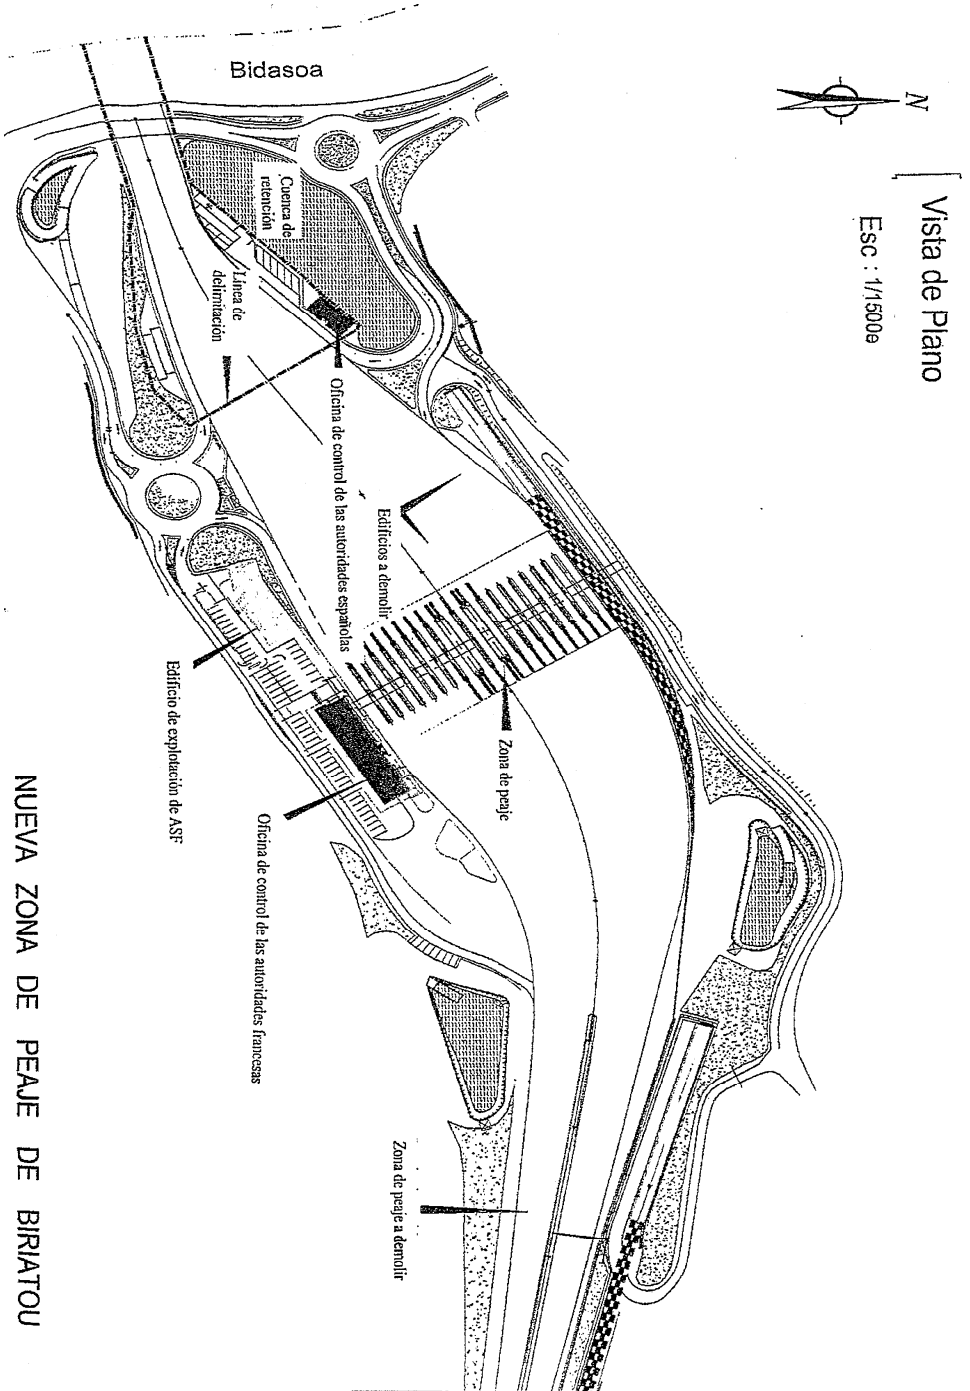 Bidasoa
N
Vista de Plano
Esc : 1/1500e
Cuenca de
retención
Línea de
delimitación
Oficina de control de las autoridades españolas
Edificios a demolir
Zona de peaje
Edificio de explotación de ASF
Oficina de control de las autoridades francesas
Zona de peaje a demolir
NUEVA ZONA DE PEAJE DE BIRIATOU